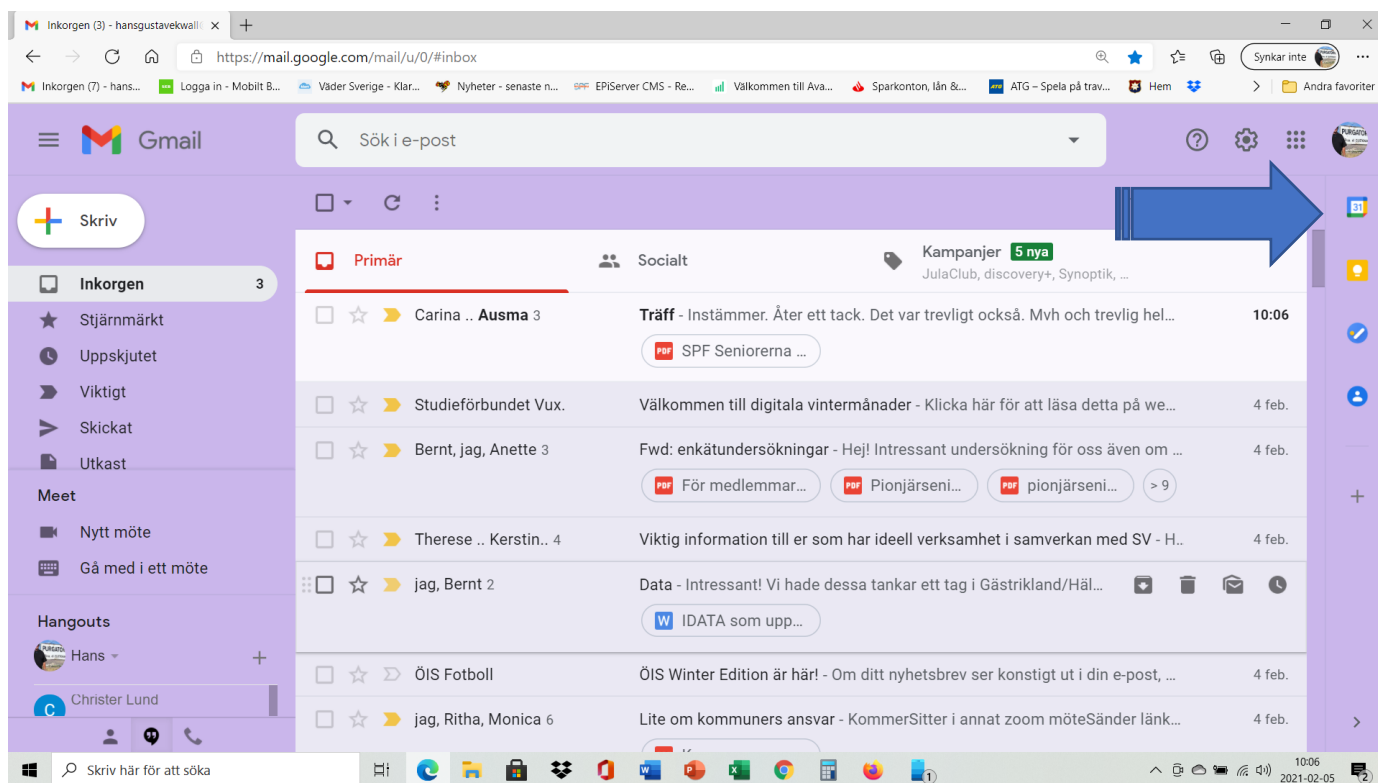 Inkorgen (3) - hansgustavekwall
https://mail.google.com/mail/u/0/#inbox
Synkar inte
Inkorgen (7) - hans... Logga in - Mobilt B... Väder Sverige - Klar... Nyheter - senaste n... EPiServer CMS - Re... Välkommen till Ava... Sparkonton, lån &... ATG – Spela på trav... Hem Andra favoriter
Gmail
Sök i e-post
PURGATOR
Skriv
31
Primär
Socialt
Kampanjer 5 nya
JulaClub, discovery+, Synoptik, ...
Inkorgen 3
Stjärnmärkt
Uppskjutet
Viktigt
Skickat
Utkast
Meet
Nytt möte
Gå med i ett möte
Hangouts
Hans
Christer Lund
C
Carina .. Ausma 3 Träff - Instämmer. Åter ett tack. Det var trevligt också. Mvh och trevlig hel... 10:06
PDF SPF Seniorerna ...
Studieförbundet Vux. Välkommen till digitala vintermånader - Klicka här för att läsa detta på we... 4 feb.
Bernt, jag, Anette 3 Fwd: enkätundersökningar - Hej! Intressant undersökning för oss även om ... 4 feb.
PDF För medlemmar... PDF Pionjärseni... PDF pionjärseni... > 9
Therese .. Kerstin.. 4 Viktig information till er som har ideell verksamhet i samverkan med SV - H.. 4 feb.
jag, Bernt 2 Data - Intressant! Vi hade dessa tankar ett tag i Gästrikland/Häl...
W IDATA som upp...
ÖIS Fotboll ÖIS Winter Edition är här! - Om ditt nyhetsbrev ser konstigt ut i din e-post, ... 4 feb.
jag, Ritha, Monica 6 Lite om kommuners ansvar - KommerSitter i annat zoom möteSänder länk... 4 feb.
Skriv här för att söka
10:06
2021-02-05